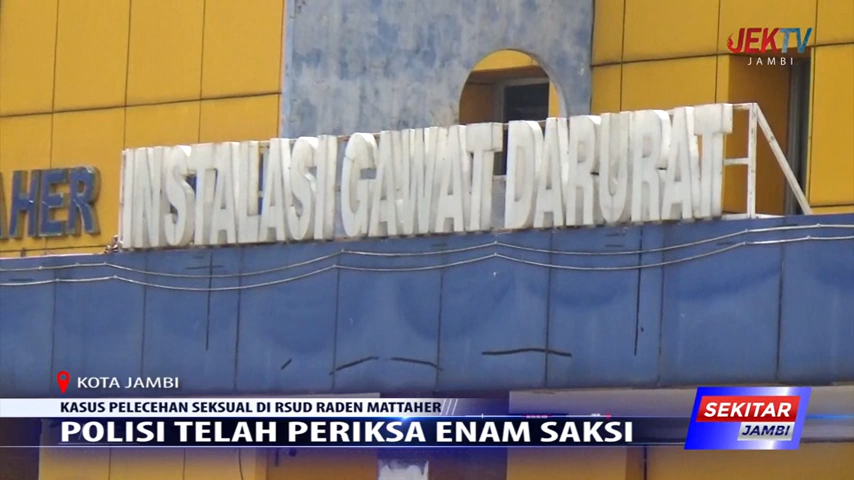 JEKTV
JAMBI
AHER
INSTALASI GAWAT DARURAT
KOTA JAMBI
KASUS PELECEHAN SEKSUAL DI RSUD RADEN MATTAHER
POLISI TELAH PERIKSA ENAM SAKSI
SEKITAR
JAMBI